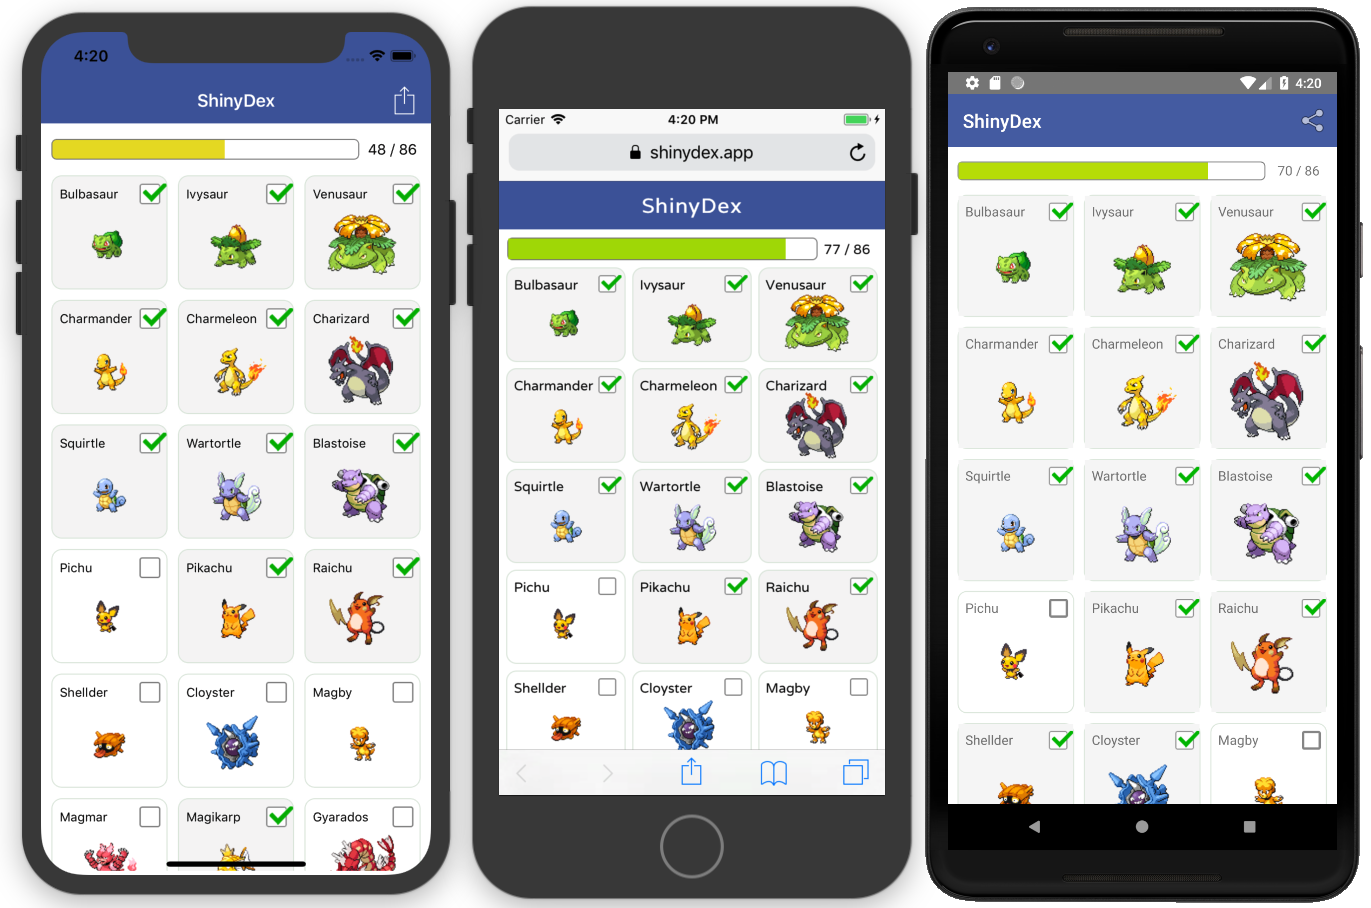 4:20
ShinyDex
48 / 86
Bulbasaur Ivysaur Venusaur
Charmander Charmeleon Charizard
Squirtle Wartortle Blastoise
Pichu Pikachu Raichu
Shellder Cloyster Magby
Magmar Magikarp Gyarados
Carrier 4:20 PM
shinydex.app
ShinyDex
77 / 86
Bulbasaur Ivysaur Venusaur
Charmander Charmeleon Charizard
Squirtle Wartortle Blastoise
Pichu Pikachu Raichu
Shellder Cloyster Magby
4:20
ShinyDex
70 / 86
Bulbasaur Ivysaur Venusaur
Charmander Charmeleon Charizard
Squirtle Wartortle Blastoise
Pichu Pikachu Raichu
Shellder Cloyster Magby